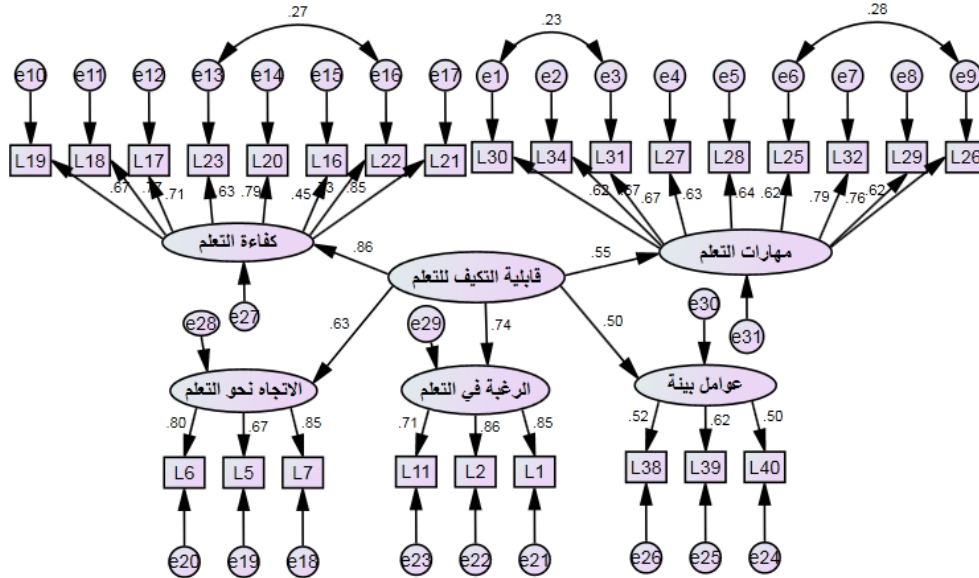 .27
.23
.28
e10 e11 e12 e13 e14 e15 e16 e17 e1 e2 e3 e4 e5 e6 e7 e8 e9
L19 L18 L17 L23 L20 L16 L22 L21 L30 L34 L31 L27 L28 L25 L32 L29 L26
.67 .71 .63 .79 .45 .85 .62 .67 .63 .64 .62 .79 .76 .62
كفاءة التعلم
مهارات التعلم
.86
.55
قابلية التكيف للتعلم
e27
e31
e28
e29
e30
.63
.74
.50
الاتجاه نحو التعلم
الرغبة في التعلم
عوامل بينة
.80 .67 .85 .71 .86 .85 .52 .62 .50
L6 L5 L7 L11 L2 L1 L38 L39 L40
e20 e19 e18 e23 e22 e21 e26 e25 e24